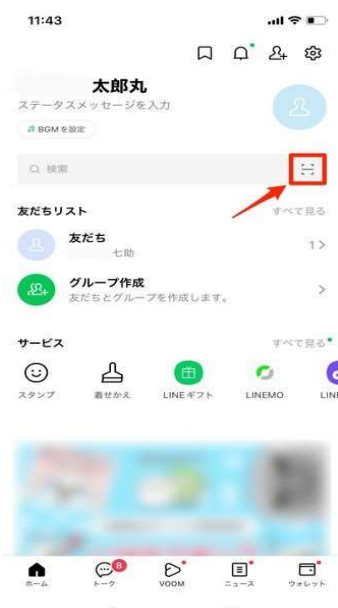 11:43
太郎丸
ステータスメッセージを入力
BGMを設定
検索
友だちリスト
すべて見る
友だち
七助
1
グループ作成
友だちとグループを作成します。
サービス
すべて見る
スタンプ
着せかえ
LINEギフト
LINEMO
LIN
8
ホーム
トーク
VOOM
ニュース
ウォレット